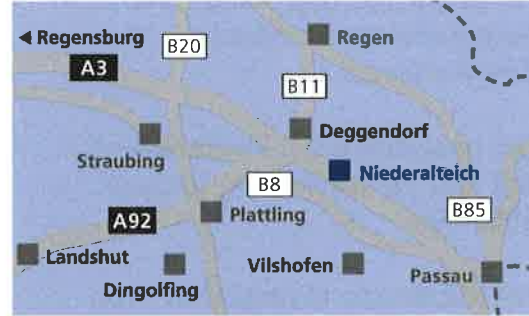 Regensburg
B20
Regen
A3
B11
Deggendorf
Straubing
Niederalteich
B8
A92
Plattling
B85
Landshut
Vilshofen
Dingolfing
Passau